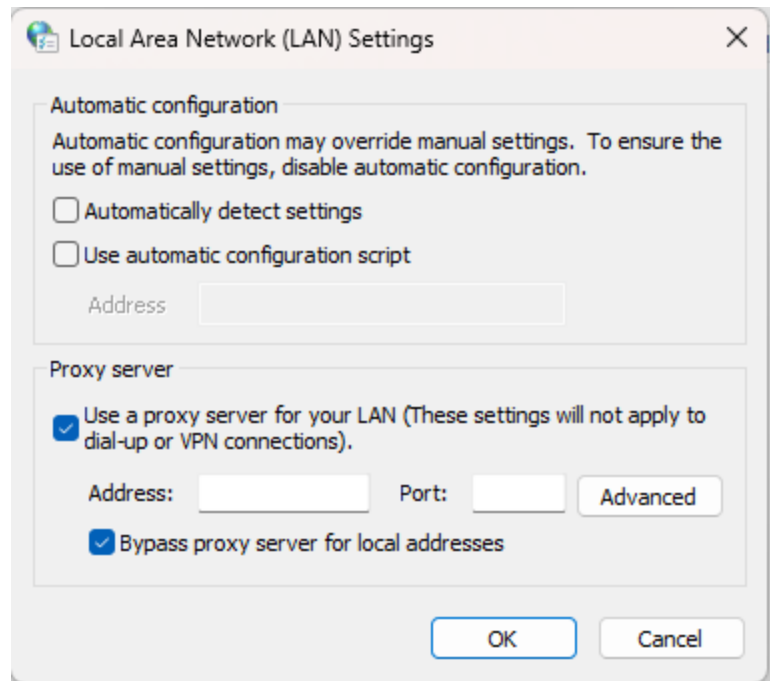 Local Area Network (LAN) Settings
Automatic configuration
Automatic configuration may override manual settings.  To ensure the
use of manual settings, disable automatic configuration.
Automatically detect settings
Use automatic configuration script
Address
Proxy server
Use a proxy server for your LAN (These settings will not apply to
dial-up or VPN connections).
Address: Port: Advanced
Bypass proxy server for local addresses
OK Cancel